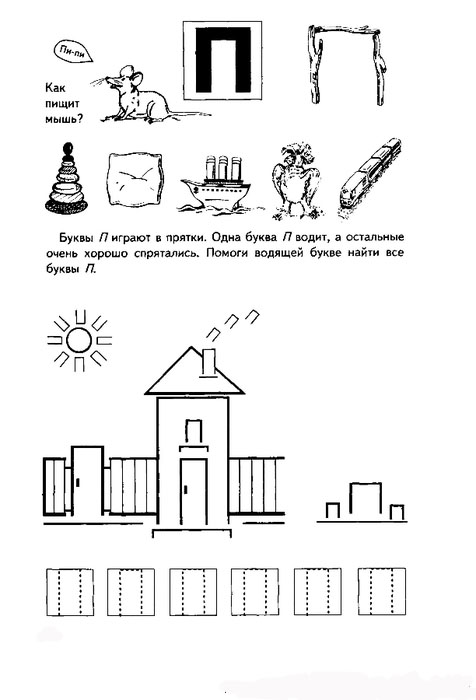 Пи-пи
П
Как
пищит
мышь?
Буквы П играют в прятки. Одна буква П водит, а остальные
очень хорошо спрятались. Помоги водящей букве найти все
буквы П.
П П П П П П